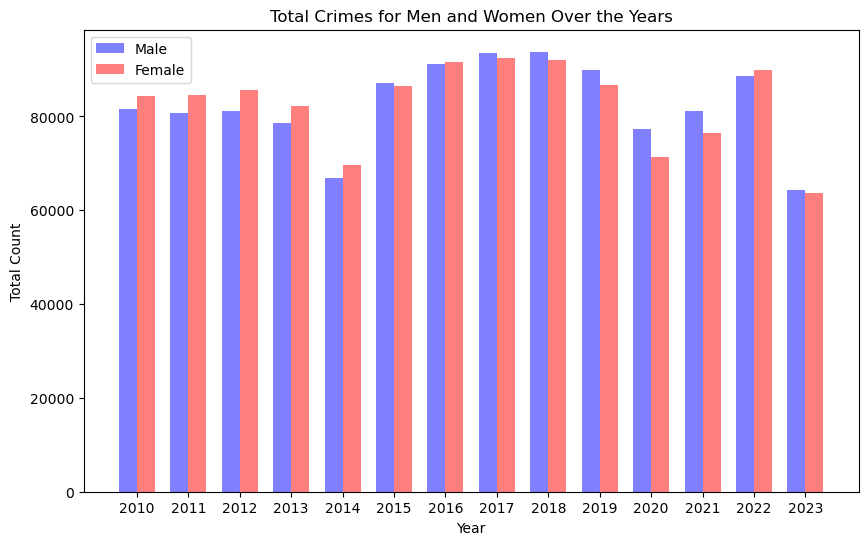 Total Crimes for Men and Women Over the Years
Male
Female
80000
60000
40000
20000
0
Total Count
2010 2011 2012 2013 2014 2015 2016 2017 2018 2019 2020 2021 2022 2023
Year